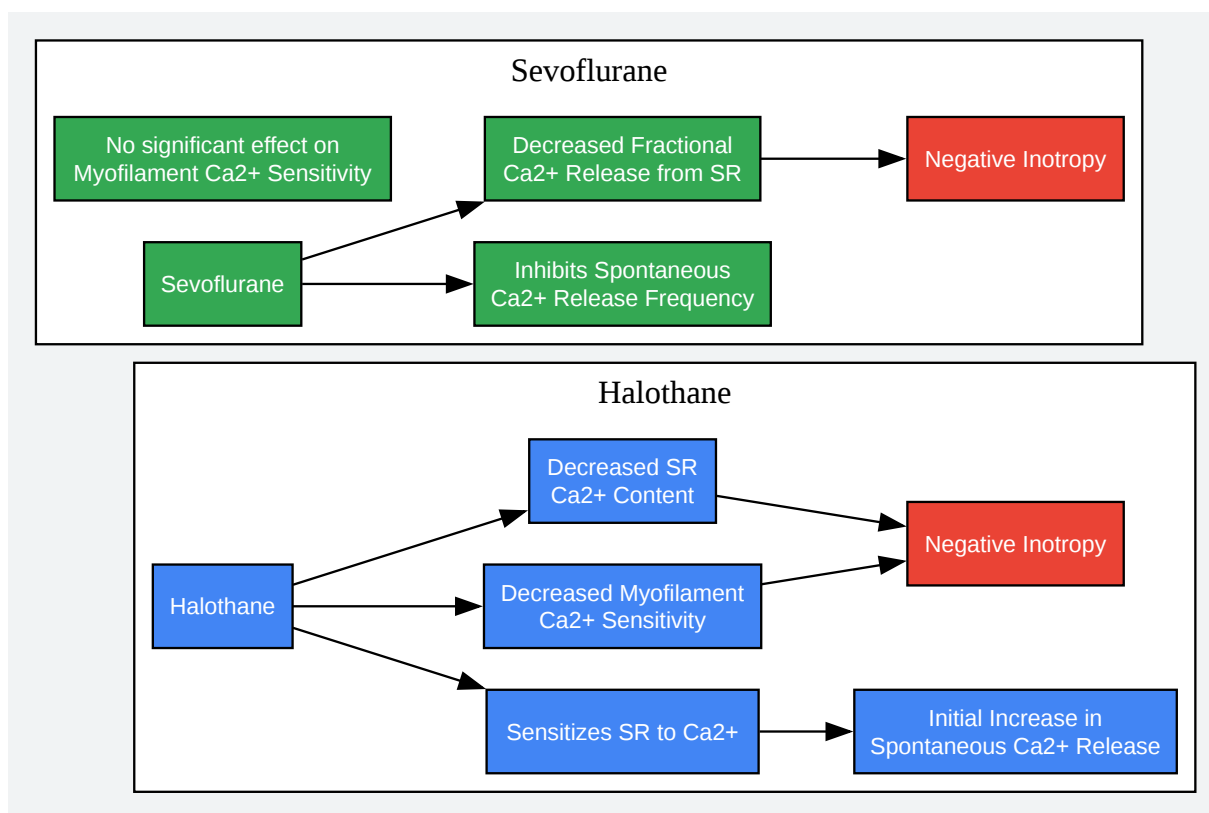 Sevoflurane
No significant effect on
Myofilament Ca2+ Sensitivity
Decreased Fractional
Ca2+ Release from SR
Negative Inotropy
Sevoflurane
Inhibits Spontaneous
Ca2+ Release Frequency
Halothane
Decreased SR
Ca2+ Content
Negative Inotropy
Halothane
Decreased Myofilament
Ca2+ Sensitivity
Sensitizes SR to Ca2+
Initial Increase in
Spontaneous Ca2+ Release